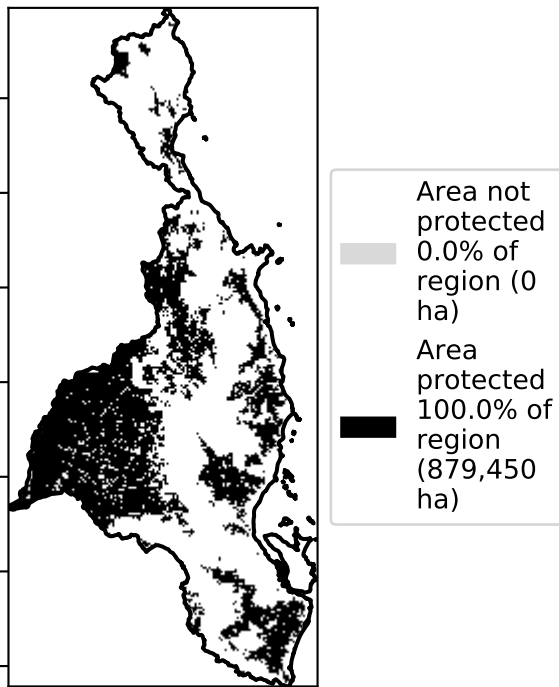 Area not
protected
0.0% of
region (0
ha)
Area
protected
100.0% of
region
(879,450
ha)